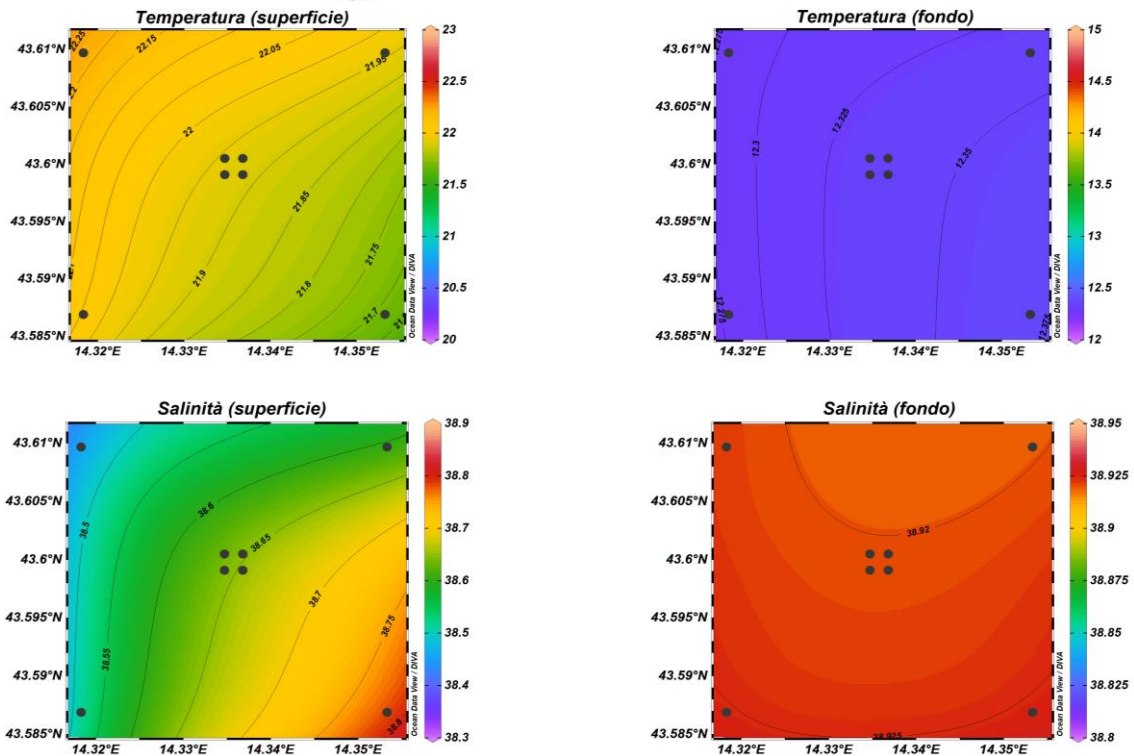 Temperatura (superficie)
43.61°N
43.605°N
43.6°N
43.595°N
43.59°N
43.585°N
14.32°E
14.33°E
14.34°E
14.35°E
22.25
22.15
22.05
21.95
22
21.85
21.9
21.8
21.75
21.7
Ocean Data View / DIVA
23
22.5
22
21.5
21
20.5
20
Temperatura (fondo)
43.61°N
43.605°N
43.6°N
43.595°N
43.59°N
43.585°N
14.32°E
14.33°E
14.34°E
14.35°E
12.275
12.3
12.325
12.35
12.275
12.375
Ocean Data View / DIVA
15
14.5
14
13.5
13
12.5
12
Salinità (superficie)
43.61°N
43.605°N
43.6°N
43.595°N
43.59°N
43.585°N
14.32°E
14.33°E
14.34°E
14.35°E
38.5
38.6
38.65
38.55
38.7
38.75
38.8
Ocean Data View / DIVA
38.9
38.8
38.7
38.6
38.5
38.4
38.3
Salinità (fondo)
43.61°N
43.605°N
43.6°N
43.595°N
43.59°N
43.585°N
14.32°E
14.33°E
14.34°E
14.35°E
38.92
38.925
Ocean Data View / DIVA
38.95
38.925
38.9
38.875
38.85
38.825
38.8